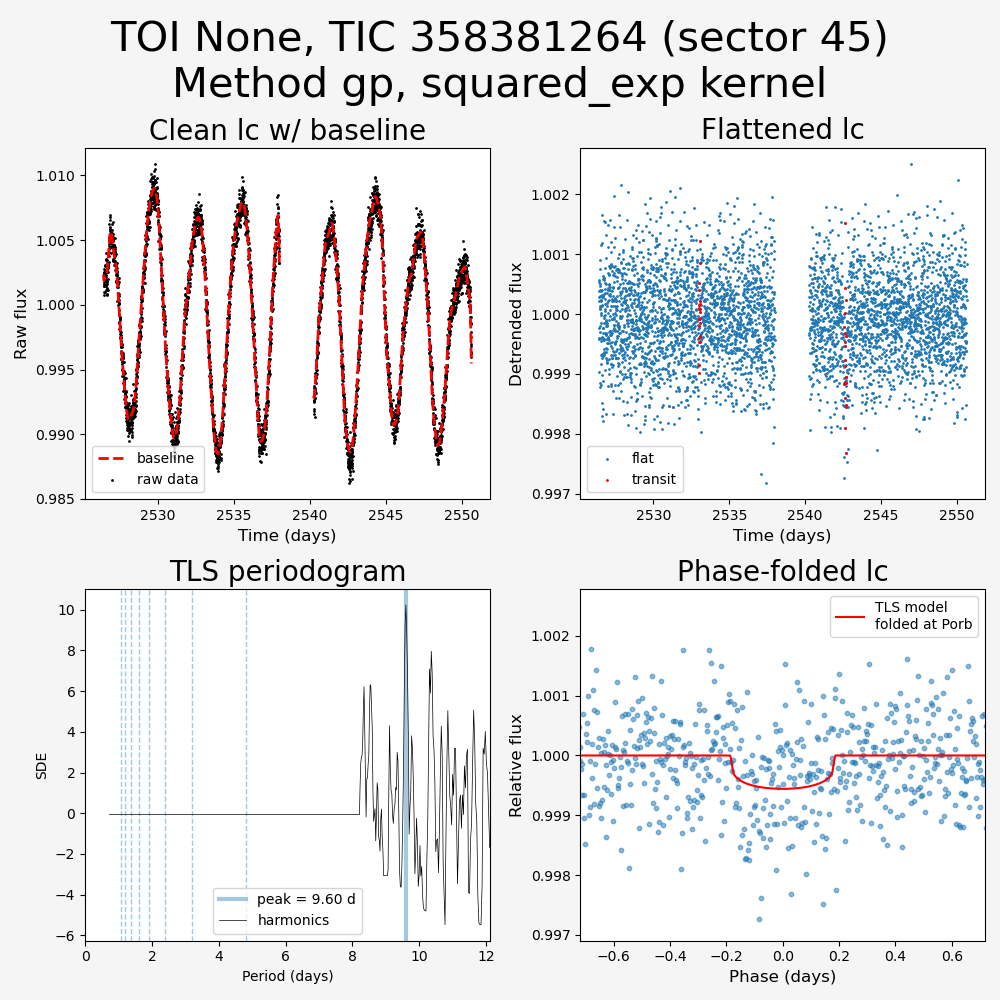 TOI None, TIC 358381264 (sector 45)
Method gp, squared_exp kernel
Clean lc w/ baseline
Raw flux
1.010
1.005
1.000
0.995
0.990
0.985
baseline
raw data
2530
2535
2540
2545
2550
Time (days)
Flattened lc
Detrended flux
1.002
1.001
1.000
0.999
0.998
0.997
flat
transit
2530
2535
2540
2545
2550
Time (days)
TLS periodogram
SDE
10
8
6
4
2
0
−2
−4
−6
peak = 9.60 d
harmonics
0
2
4
6
8
10
12
Period (days)
Phase-folded lc
Relative flux
1.002
1.001
1.000
0.999
0.998
0.997
TLS model
folded at Porb
−0.6
−0.4
−0.2
0.0
0.2
0.4
0.6
Phase (days)